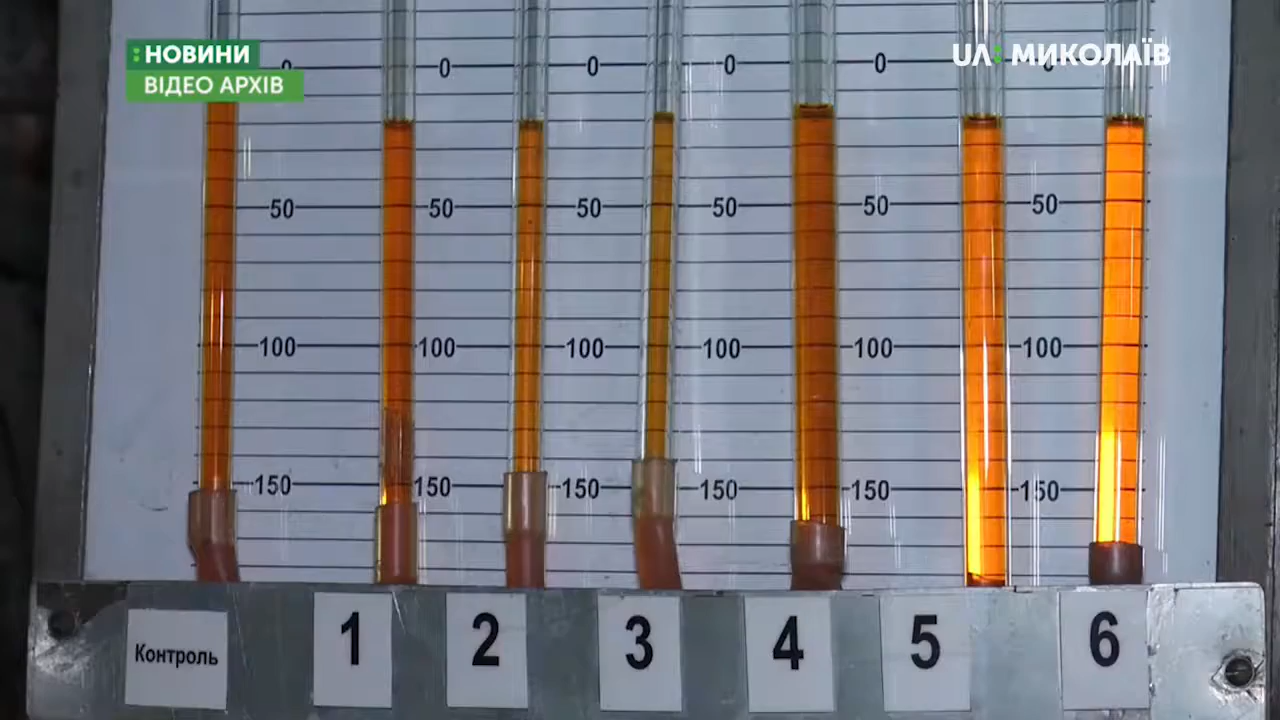 :НОВИНИ
ВІДЕО АРХІВ
UA: МИКОЛАЇВ
0 0 0 0 0
50 50 50 50 50 50
100 100 100 100 100 100
150 150 150 150 150 150
Контроль 1 2 3 4 5 6